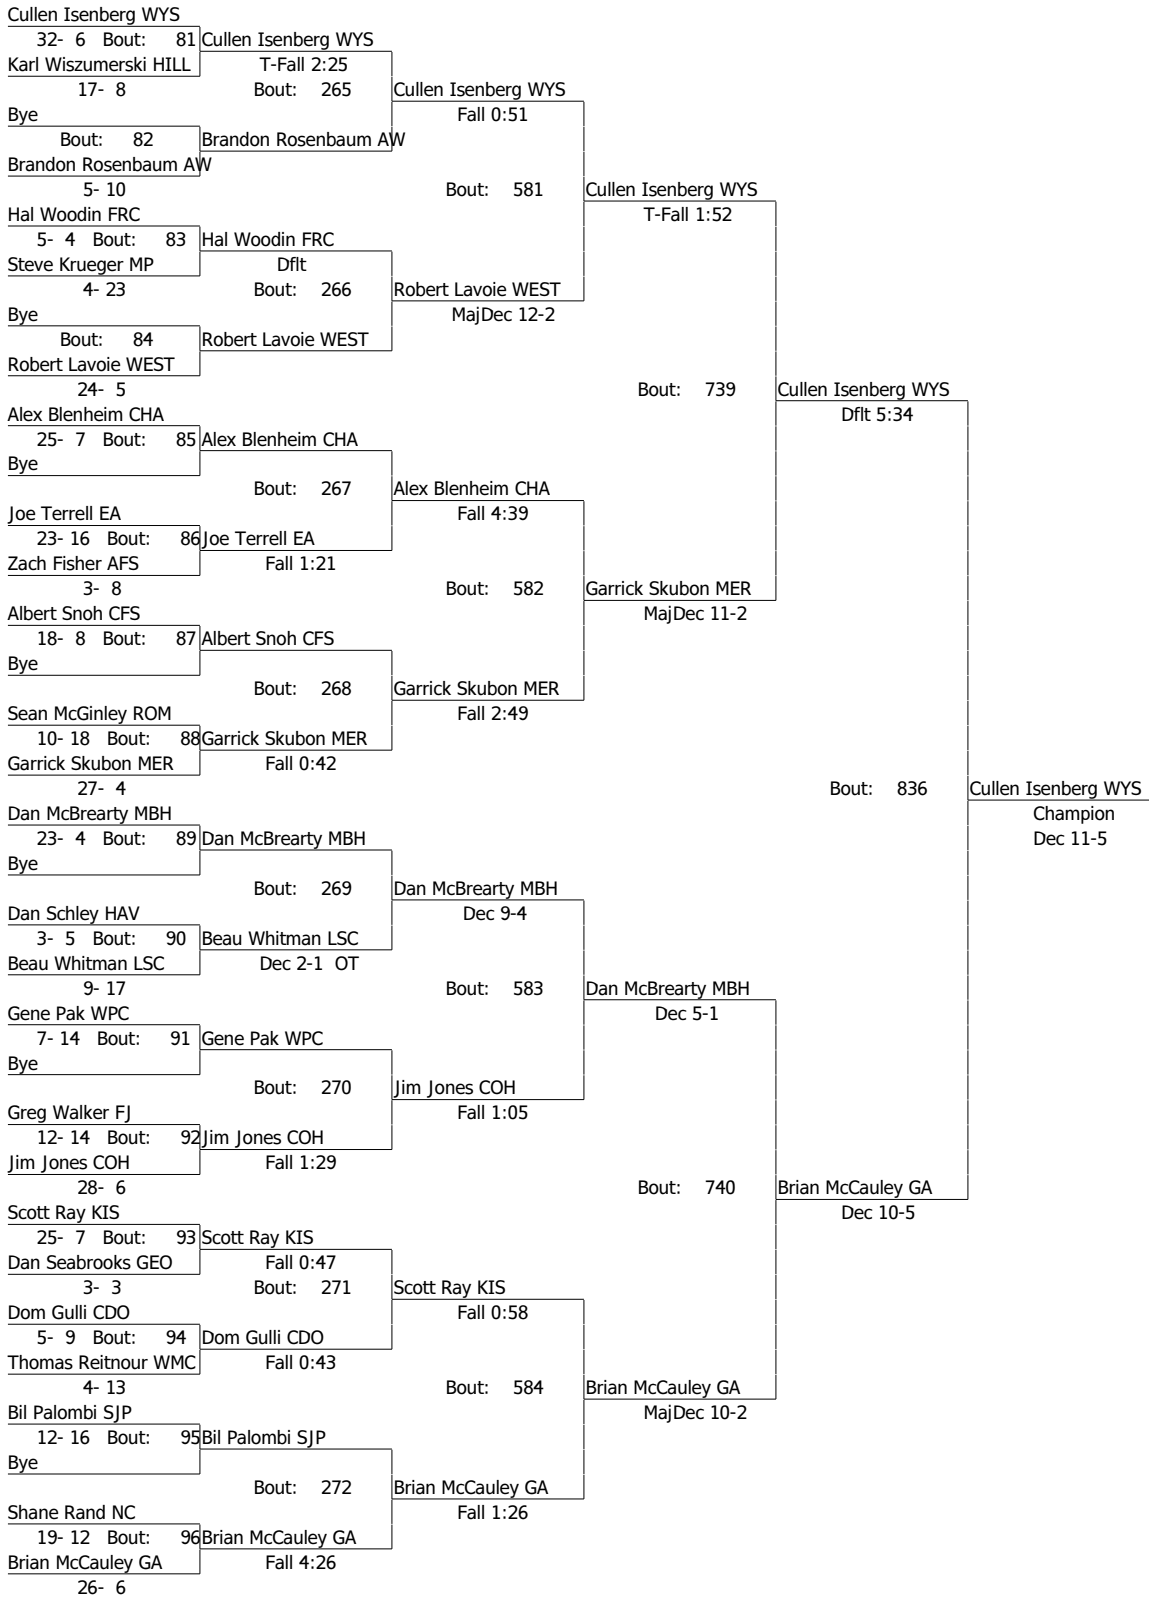 Cullen Isenberg WYS
32- 6 Bout: 81 Cullen Isenberg WYS
Karl Wiszumerski HILL T-Fall 2:25
17- 8 Bout: 265 Cullen Isenberg WYS
Bye Fall 0:51
Bout: 82 Brandon Rosenbaum AW
Brandon Rosenbaum AW
5- 10 Bout: 581 Cullen Isenberg WYS
Hal Woodin FRC T-Fall 1:52
5- 4 Bout: 83 Hal Woodin FRC
Steve Krueger MP Dflt
4- 23 Bout: 266 Robert Lavoie WEST
Bye MajDec 12-2
Bout: 84 Robert Lavoie WEST
Robert Lavoie WEST
24- 5 Bout: 739 Cullen Isenberg WYS
Alex Blenheim CHA Dflt 5:34
25- 7 Bout: 85 Alex Blenheim CHA
Bye
Bout: 267 Alex Blenheim CHA
Joe Terrell EA Fall 4:39
23- 16 Bout: 86 Joe Terrell EA
Zach Fisher AFS Fall 1:21
3- 8 Bout: 582 Garrick Skubon MER
Albert Snoh CFS MajDec 11-2
18- 8 Bout: 87 Albert Snoh CFS
Bye
Bout: 268 Garrick Skubon MER
Sean McGinley ROM Fall 2:49
10- 18 Bout: 88 Garrick Skubon MER
Garrick Skubon MER Fall 0:42
27- 4 Bout: 836 Cullen Isenberg WYS
Dan McBrearty MBH Champion
23- 4 Bout: 89 Dan McBrearty MBH Dec 11-5
Bye
Bout: 269 Dan McBrearty MBH
Dan Schley HAV Dec 9-4
3- 5 Bout: 90 Beau Whitman LSC
Beau Whitman LSC Dec 2-1 OT
9- 17 Bout: 583 Dan McBrearty MBH
Gene Pak WPC Dec 5-1
7- 14 Bout: 91 Gene Pak WPC
Bye
Bout: 270 Jim Jones COH
Greg Walker FJ Fall 1:05
12- 14 Bout: 92 Jim Jones COH
Jim Jones COH Fall 1:29
28- 6 Bout: 740 Brian McCauley GA
Scott Ray KIS Dec 10-5
25- 7 Bout: 93 Scott Ray KIS
Dan Seabrooks GEO Fall 0:47
3- 3 Bout: 271 Scott Ray KIS
Dom Gulli CDO Fall 0:58
5- 9 Bout: 94 Dom Gulli CDO
Thomas Reitnour WMC Fall 0:43
4- 13 Bout: 584 Brian McCauley GA
Bil Palombi SJP MajDec 10-2
12- 16 Bout: 95 Bil Palombi SJP
Bye
Bout: 272 Brian McCauley GA
Shane Rand NC Fall 1:26
19- 12 Bout: 96 Brian McCauley GA
Brian McCauley GA Fall 4:26
26- 6